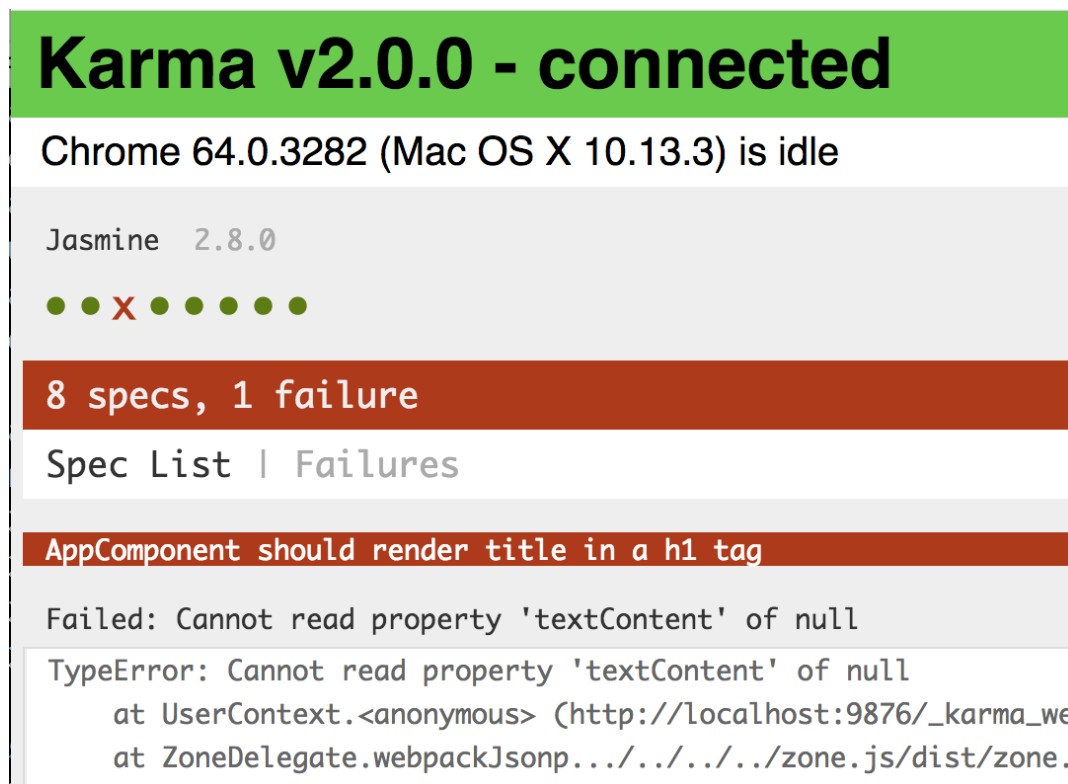 Karma v2.0.0 - connected
Chrome 64.0.3282 (Mac OS X 10.13.3) is idle
Jasmine 2.8.0
● ● x ● ● ● ● ●
8 specs, 1 failure
Spec List | Failures
AppComponent should render title in a h1 tag
Failed: Cannot read property 'textContent' of null
TypeError: Cannot read property 'textContent' of null
at UserContext.<anonymous> (http://localhost:9876/_karma_we
at ZoneDelegate.webpackJsonp.../../../../zone.js/dist/zone.